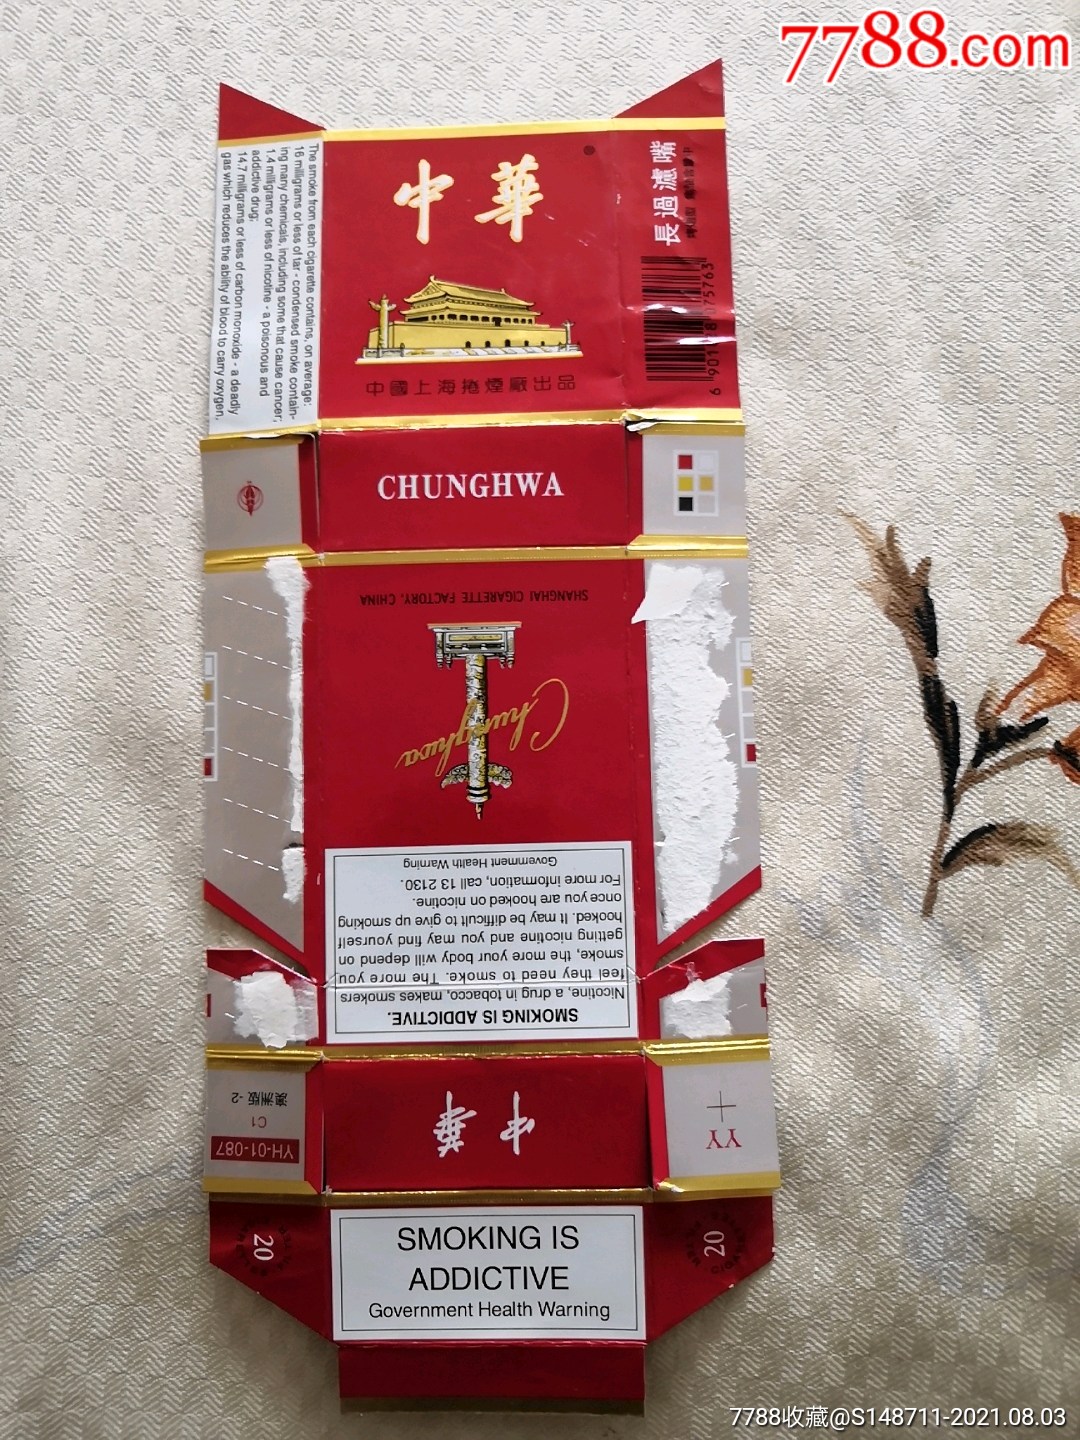 7788.com
中華
中國上海捲煙廠出品
長過濾嘴
The smoke from each cigarette contains, on average:
16 milligrams or less of tar - condensed smoke contain-
ing many chemicals, including some that cause cancer;
1.4 milligrams or less of nicotine - a poisonous and
addictive drug;
14.7 milligrams or less of carbon monoxide - a deadly
gas which reduces the ability of blood to carry oxygen.
CHUNGHWA
SHANGHAI CIGARETTE FACTORY, CHINA
Chunghwa
SMOKING IS ADDICTIVE.
Nicotine, a drug in tobacco, makes smokers
feel they need to smoke. The more you
smoke, the more your body will depend on
getting nicotine and you may find yourself
hooked. It may be difficult to give up smoking
once you are hooked on nicotine.
For more information, call 13 2130.
Government Health Warning
YH-01-087
C1
澳洲版 -2
中華
YY
20
SMOKING IS
ADDICTIVE
Government Health Warning
20
7788收藏@S148711-2021.08.03